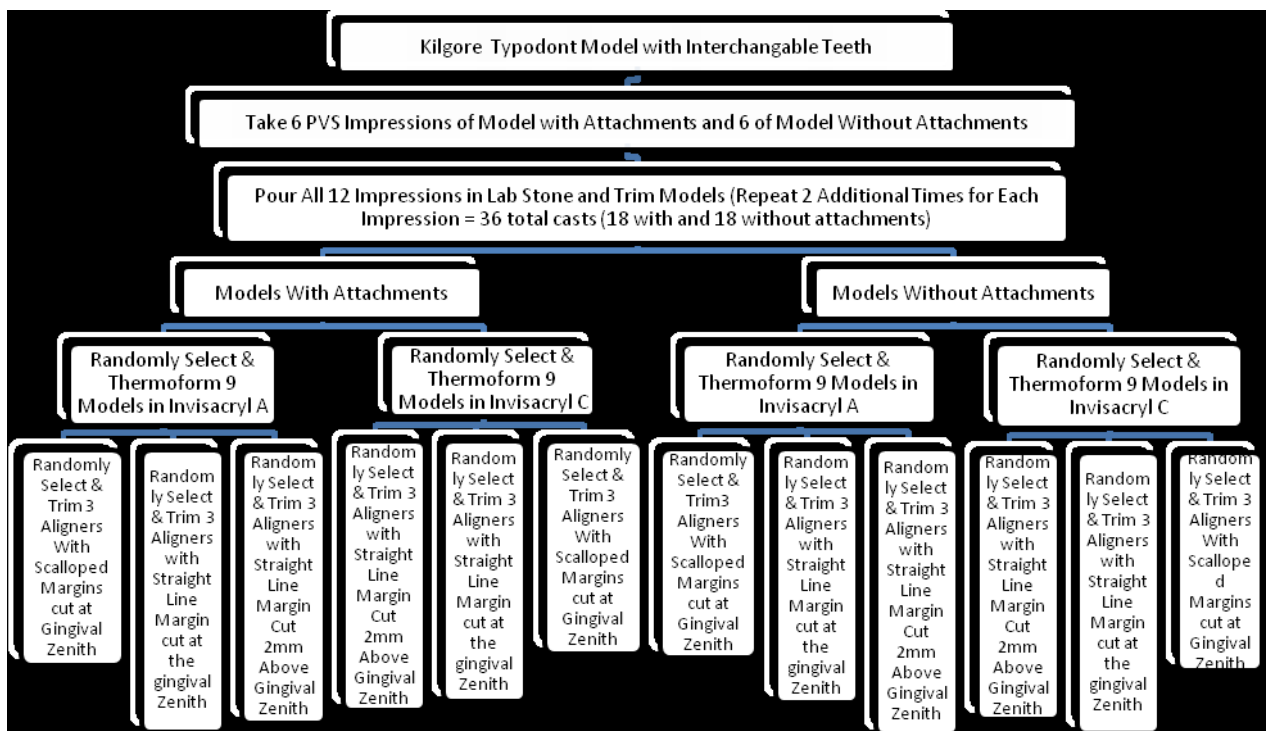 Kilgore Typodont Model with Interchangable Teeth
Take 6 PVS Impressions of Model with Attachments and 6 of Model Without Attachments
Pour All 12 Impressions in Lab Stone and Trim Models (Repeat 2 Additional Times for Each
Impression = 36 total casts (18 with and 18 without attachments)
Models With Attachments
Models Without Attachments
Randomly Select &
Thermoform 9
Models in Invisacryl A
Randomly Select &
Thermoform 9
Models in Invisacryl C
Randomly Select &
Thermoform 9 Models in
Invisacryl A
Randomly Select &
Thermoform 9 Models in
Invisacryl C
Randomly
Select &
Trim 3
Aligners
With
Scalloped
Margins
cut at
Gingival
Zenith
Random
ly Select
& Trim 3
Aligners
with
Straight
Line
Margin
cut at
the
gingival
Zenith
Random
ly Select
& Trim 3
Aligners
with
Straight
Line
Margin
Cut
2mm
Above
Gingival
Zenith
Random
ly Select
& Trim 3
Aligners
with
Straight
Line
Margin
Cut
2mm
Above
Gingival
Zenith
Random
ly Select
& Trim 3
Aligners
with
Straight
Line
Margin
cut at
the
gingival
Zenith
Randomly
Select &
Trim 3
Aligners
With
Scalloped
Margins
cut at
Gingival
Zenith
Randomly
Select &
Trim3
Aligners
With
Scalloped
Margins
cut at
Gingival
Zenith
Random
ly Select
& Trim 3
Aligners
with
Straight
Line
Margin
cut at
the
gingival
Zenith
Random
ly Select
& Trim 3
Aligners
with
Straight
Line
Margin
Cut
2mm
Above
Gingival
Zenith
Random
ly Select
& Trim 3
Aligners
with
Straight
Line
Margin
Cut
2mm
Above
Gingival
Zenith
Random
ly Select
& Trim 3
Aligners
with
Straight
Line
Margin
cut at
the
gingival
Zenith
Random
ly Select
& Trim 3
Aligners
With
Scallope
d
Margins
cut at
Gingival
Zenith